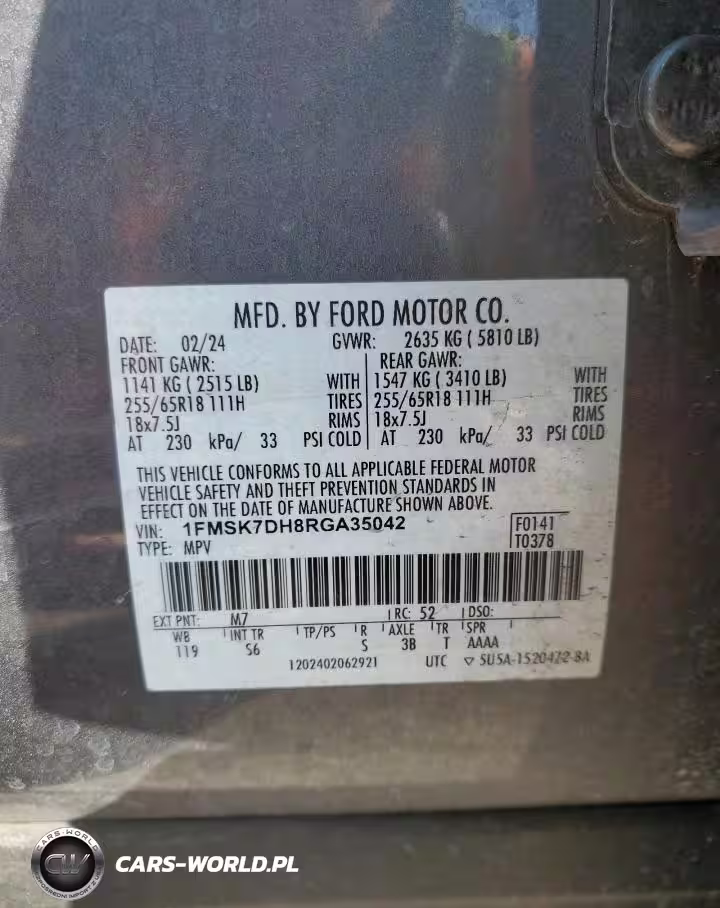 MFD. BY FORD MOTOR CO.
DATE: 02/24 GVWR: 2635 KG ( 5810 LB)
FRONT GAWR: REAR GAWR:
1141 KG ( 2515 LB) WITH 1547 KG ( 3410 LB) WITH
255/65R18 111H TIRES 255/65R18 111H TIRES
18x7.5J RIMS 18x7.5J RIMS
AT 230 kPa/ 33 PSI COLD AT 230 kPa/ 33 PSI COLD
THIS VEHICLE CONFORMS TO ALL APPLICABLE FEDERAL MOTOR
VEHICLE SAFETY AND THEFT PREVENTION STANDARDS IN
EFFECT ON THE DATE OF MANUFACTURE SHOWN ABOVE.
VIN: 1FMSK7DH8RGA35042 F0141
TYPE: MPV T0378
EXT PNT: M7 RC: 52 DSO:
WB INT TR TP/PS R AXLE TR SPR
119 S6 S 3B T AAAA
1202402062921 UTC ▽ SU5A-1520472-BA
CARS-WORLD
CW
CARS-WORLD.PL